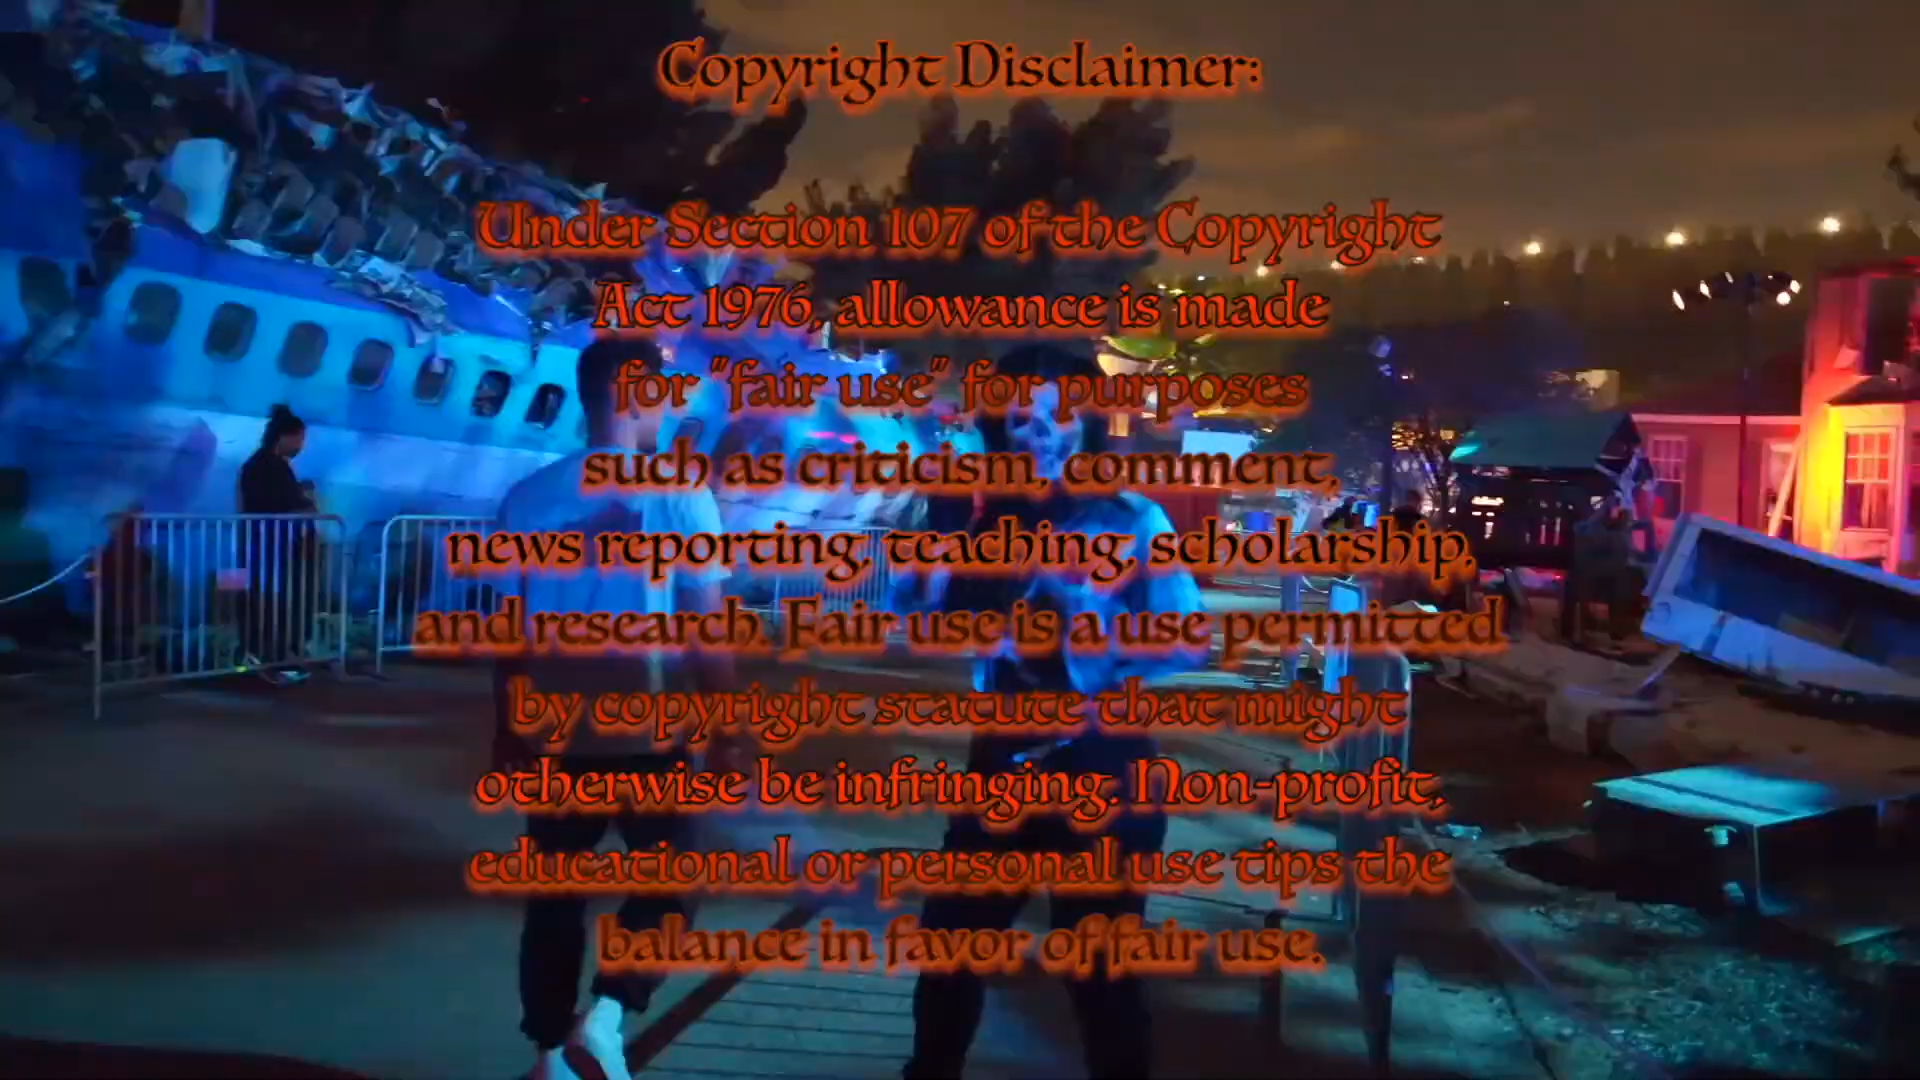 Copyright Disclaimer:
Under Section 107 of the Copyright
Act 1976, allowance is made
for "fair use" for purposes
such as criticism, comment,
news reporting, teaching, scholarship,
and research. Fair use is a use permitted
by copyright statute that might
otherwise be infringing. Non-profit,
educational or personal use tips the
balance in favor of fair use.